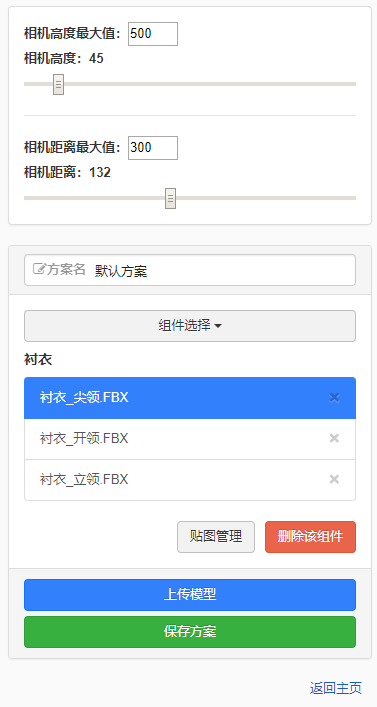 相机高度最大值：500
相机高度：45
相机距离最大值：300
相机距离：132
方案名 默认方案
组件选择
衬衣
衬衣_尖领.FBX
衬衣_开领.FBX
衬衣_立领.FBX
贴图管理 删除该组件
上传模型
保存方案
返回主页